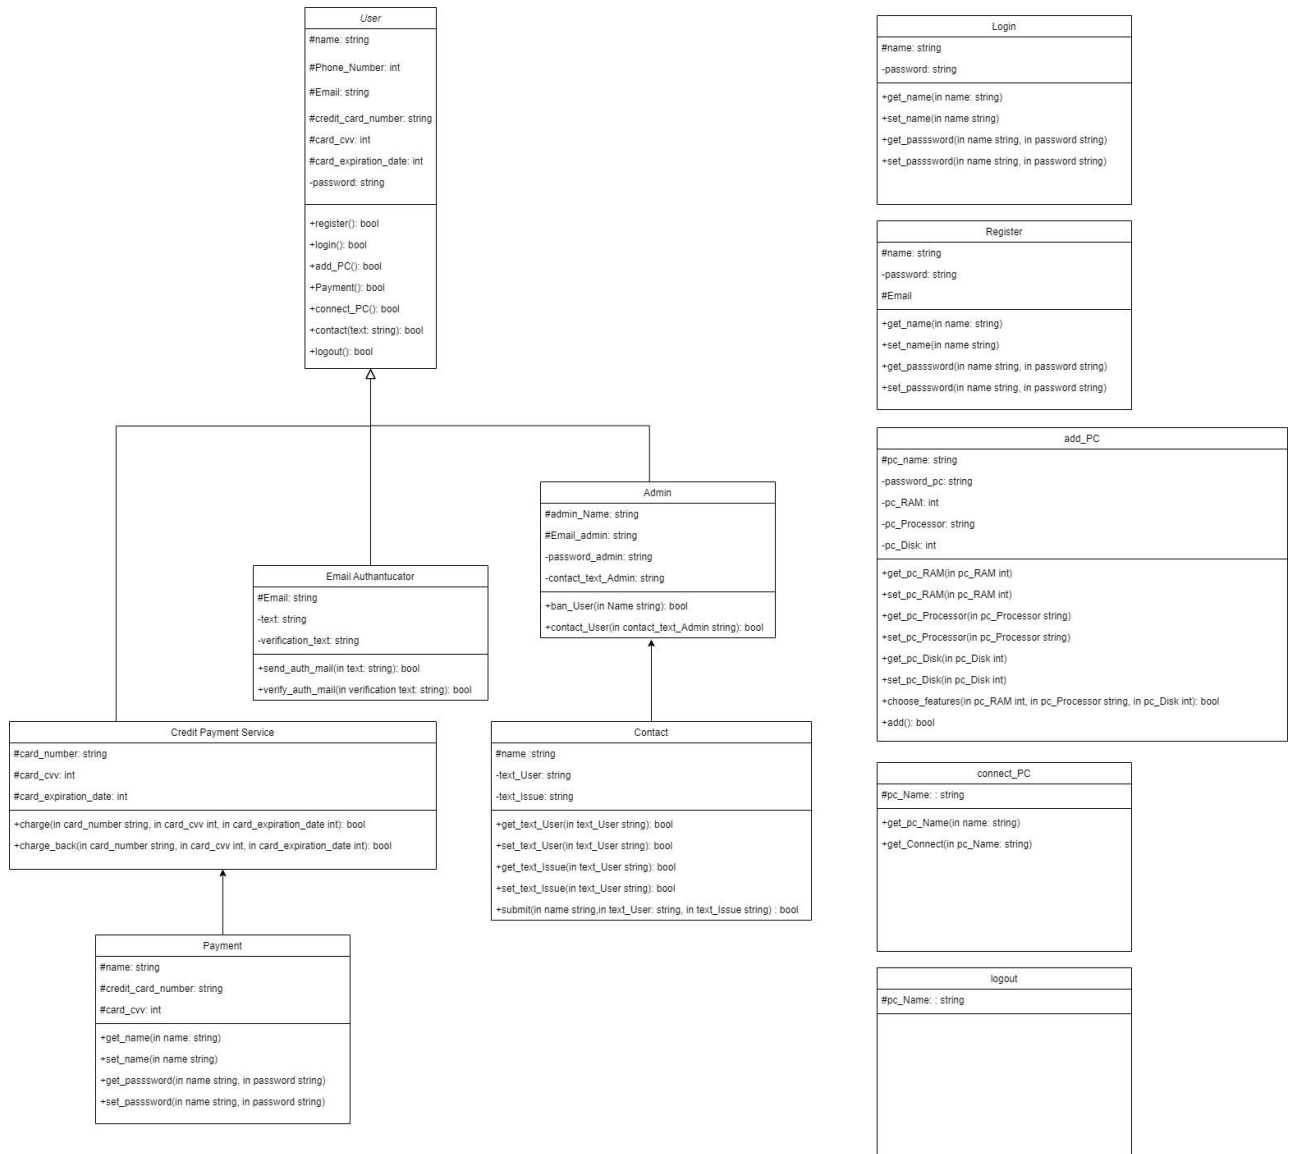 User
#name: string
#Phone_Number: int
#Email: string
#credit_card_number: string
#card_cvv: int
#card_expiration_date: int
-password: string
+register(): bool
+login(): bool
+add_PC(): bool
+Payment(): bool
+connect_PC(): bool
+contact(text: string): bool
+logout(): bool
Admin
#admin_Name: string
#Email_admin: string
-password_admin: string
-contact_text_Admin: string
+ban_User(in Name string): bool
+contact_User(in contact_text_Admin string): bool
Email Authantucator
#Email: string
-text: string
-verification_text: string
+send_auth_mail(in text: string): bool
+verify_auth_mail(in verification text: string): bool
Credit Payment Service
#card_number: string
#card_cvv: int
#card_expiration_date: int
+charge(in card_number string, in card_cvv int, in card_expiration_date int): bool
+charge_back(in card_number string, in card_cvv int, in card_expiration_date int): bool
Contact
#name :string
-text_User: string
-text_Issue: string
+get_text_User(in text_User string): bool
+set_text_User(in text_User string): bool
+get_text_Issue(in text_User string): bool
+set_text_Issue(in text_User string): bool
+submit(in name string,in text_User: string, in text_Issue string) : bool
Payment
#name: string
#credit_card_number: string
#card_cvv: int
+get_name(in name: string)
+set_name(in name string)
+get_passsword(in name string, in password string)
+set_passsword(in name string, in password string)
Login
#name: string
-password: string
+get_name(in name: string)
+set_name(in name string)
+get_passsword(in name string, in password string)
+set_passsword(in name string, in password string)
Register
#name: string
-password: string
#Email
+get_name(in name: string)
+set_name(in name string)
+get_passsword(in name string, in password string)
+set_passsword(in name string, in password string)
add_PC
#pc_name: string
-password_pc: string
-pc_RAM: int
-pc_Processor: string
-pc_Disk: int
+get_pc_RAM(in pc_RAM int)
+set_pc_RAM(in pc_RAM int)
+get_pc_Processor(in pc_Processor string)
+set_pc_Processor(in pc_Processor string)
+get_pc_Disk(in pc_Disk int)
+set_pc_Disk(in pc_Disk int)
+choose_features(in pc_RAM int, in pc_Processor string, in pc_Disk int): bool
+add(): bool
connect_PC
#pc_Name: : string
+get_pc_Name(in name: string)
+get_Connect(in pc_Name: string)
logout
#pc_Name: : string